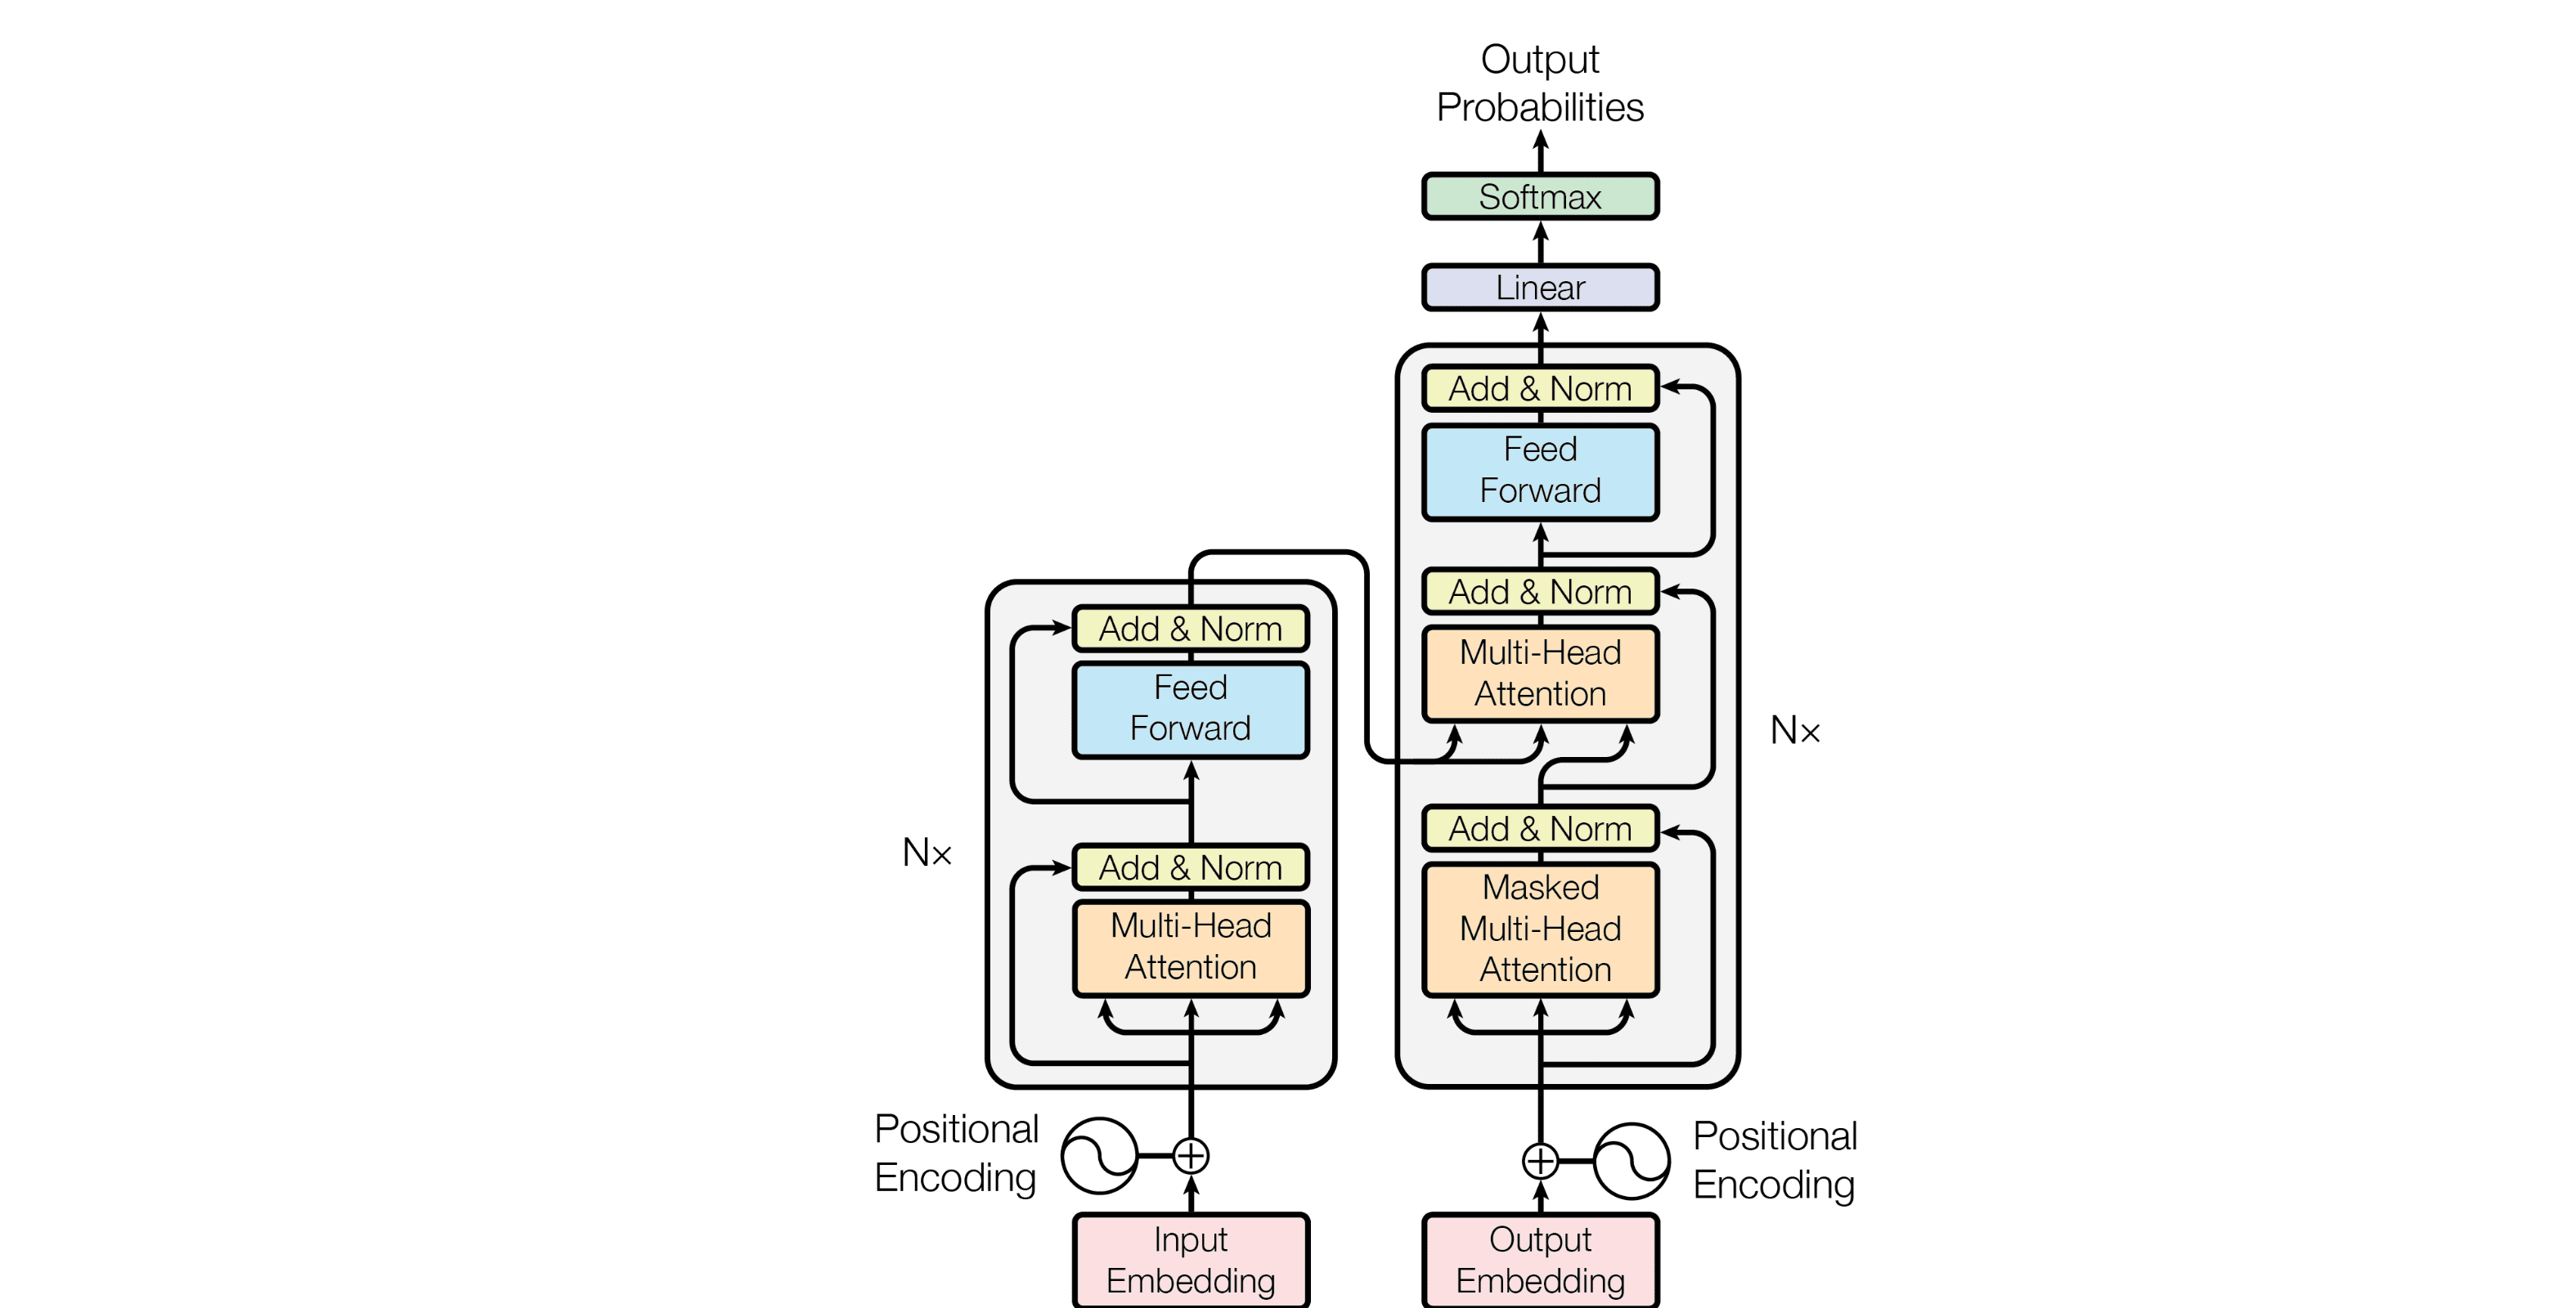 Output
Probabilities
Softmax
Linear
Add & Norm
Feed
Forward
Add & Norm
Multi-Head
Attention
Nx
Add & Norm
Masked
Multi-Head
Attention
Add & Norm
Feed
Forward
Nx
Add & Norm
Multi-Head
Attention
Positional
Encoding
Positional
Encoding
Input
Embedding
Output
Embedding